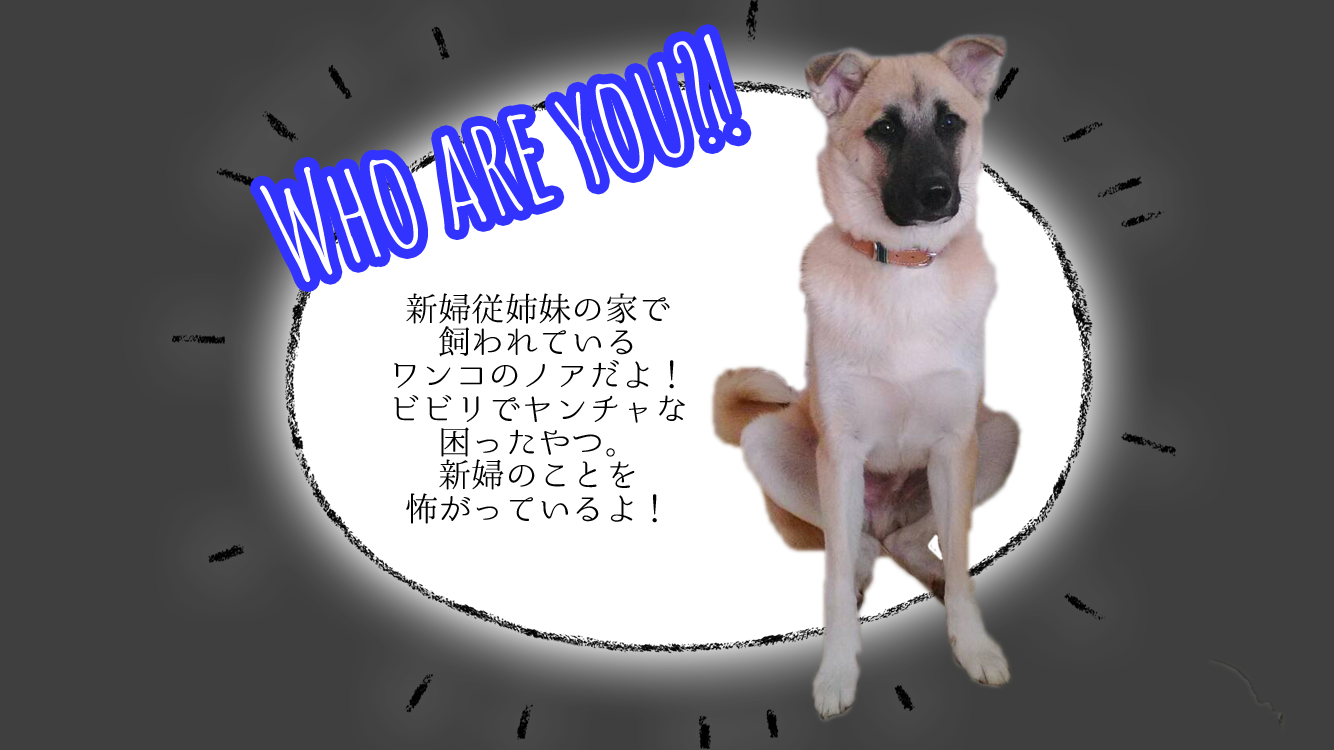 WHO ARE YOU?!
新婦従姉妹の家で
飼われている
ワンコのノアだよ！
ビビリでヤンチャな
困ったやつ。
新婦のことを
怖がっているよ！